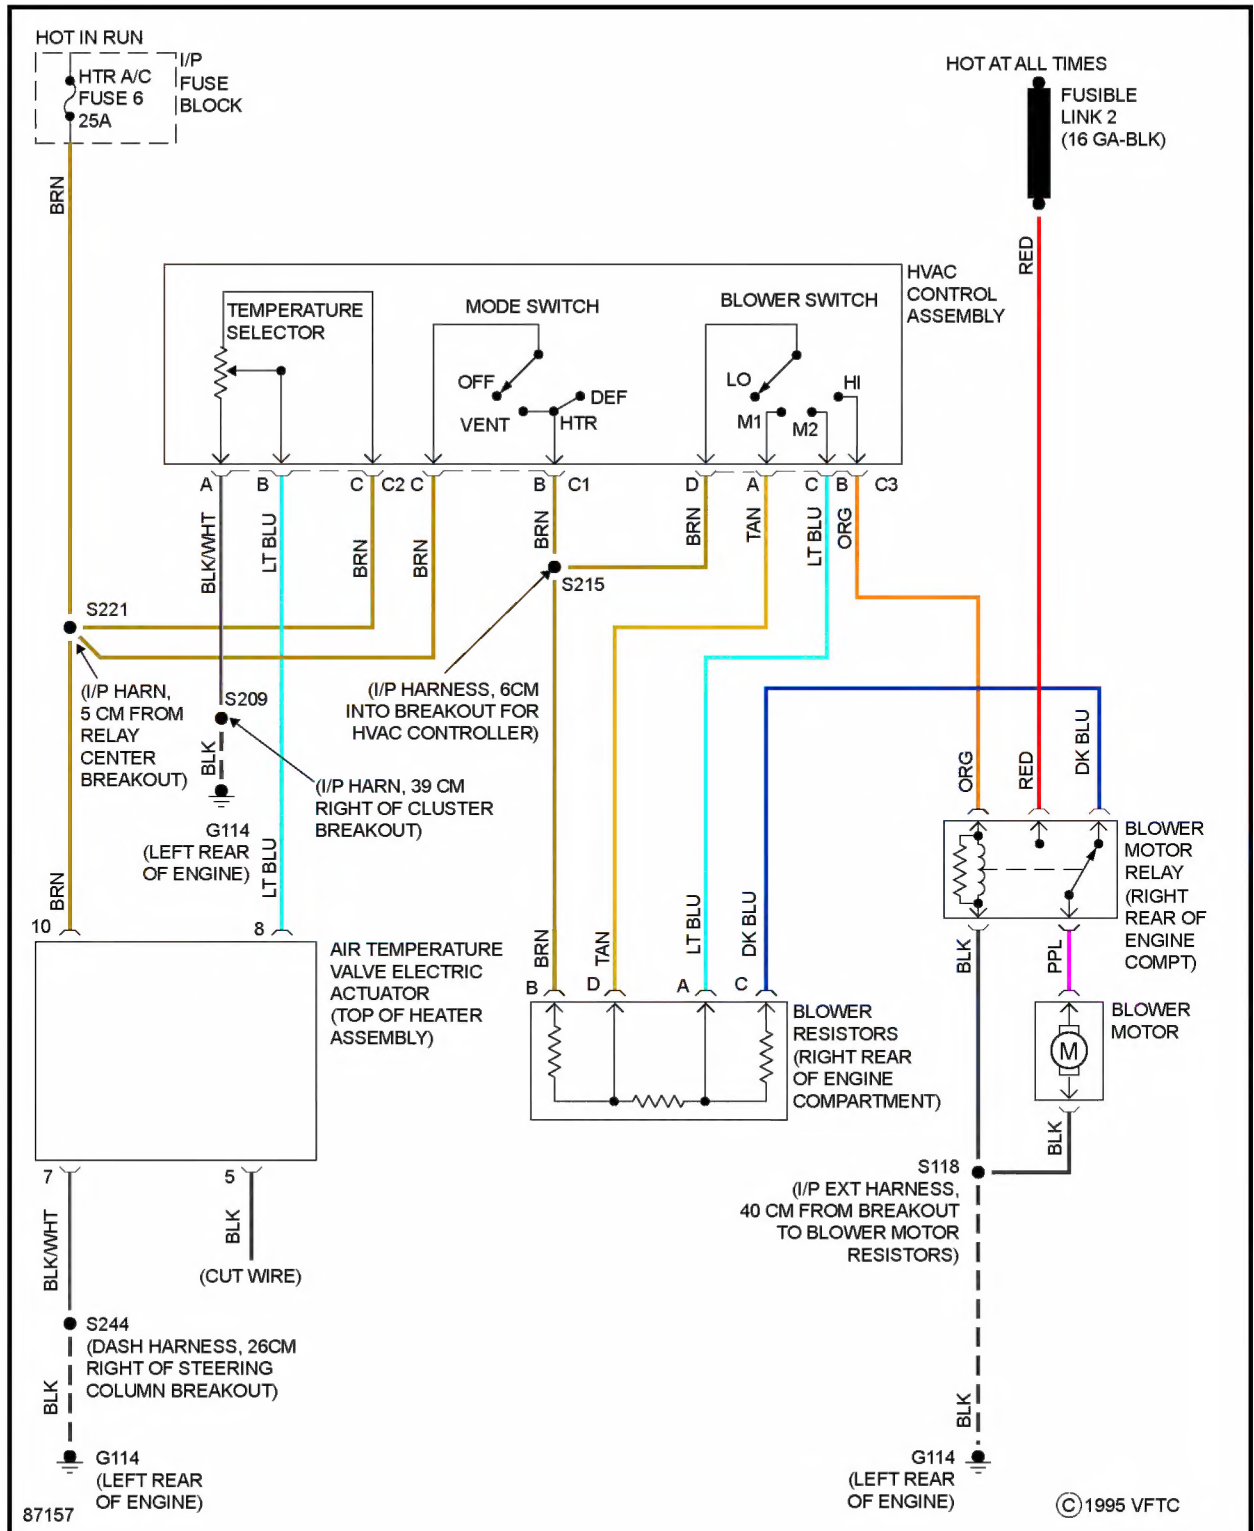 HOT IN RUN
HTR A/C
FUSE 6
25A
I/P
FUSE
BLOCK
HOT AT ALL TIMES
FUSIBLE
LINK 2
(16 GA-BLK)
BRN
RED
HVAC
CONTROL
ASSEMBLY
TEMPERATURE
SELECTOR
MODE SWITCH
OFF
VENT
HTR
DEF
BLOWER SWITCH
LO
M1
M2
HI
A
B
C
C2
C
B
C1
D
A
C
B
C3
BLK/WHT
LT BLU
BRN
BRN
BRN
BRN
TAN
LT BLU
ORG
S221
S215
(I/P HARN,
5 CM FROM
RELAY
CENTER
BREAKOUT)
S209
(I/P HARNESS, 6CM
INTO BREAKOUT FOR
HVAC CONTROLLER)
BLK
(I/P HARN, 39 CM
RIGHT OF CLUSTER
BREAKOUT)
G114
(LEFT REAR
OF ENGINE)
LT BLU
ORG
RED
DK BLU
BLOWER
MOTOR
RELAY
(RIGHT
REAR OF
ENGINE
COMPT)
BRN
10
8
AIR TEMPERATURE
VALVE ELECTRIC
ACTUATOR
(TOP OF HEATER
ASSEMBLY)
BRN
TAN
LT BLU
DK BLU
B
D
A
C
BLOWER
RESISTORS
(RIGHT REAR
OF ENGINE
COMPARTMENT)
BLK
PPL
BLOWER
MOTOR
M
BLK
7
5
BLK/WHT
BLK
(CUT WIRE)
S118
(I/P EXT HARNESS,
40 CM FROM BREAKOUT
TO BLOWER MOTOR
RESISTORS)
S244
(DASH HARNESS, 26CM
RIGHT OF STEERING
COLUMN BREAKOUT)
BLK
G114
(LEFT REAR
OF ENGINE)
BLK
G114
(LEFT REAR
OF ENGINE)
87157
© 1995 VFTC